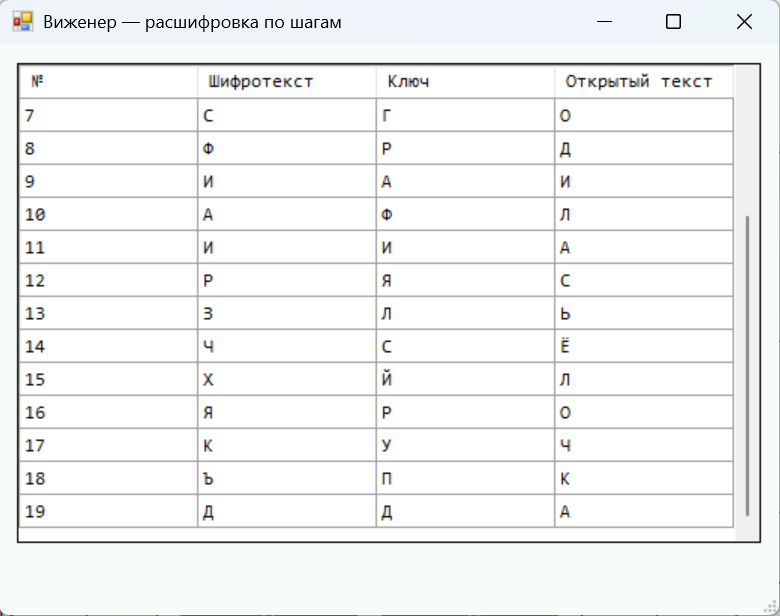 Виженер — расшифровка по шагам
№ Шифротекст Ключ Открытый текст
7 С Г О
8 Ф Р Д
9 И А И
10 А Ф Л
11 И И А
12 Р Я С
13 З Л Ь
14 Ч С Ё
15 Х Й Л
16 Я Р О
17 К У Ч
18 Ъ П К
19 Д Д А